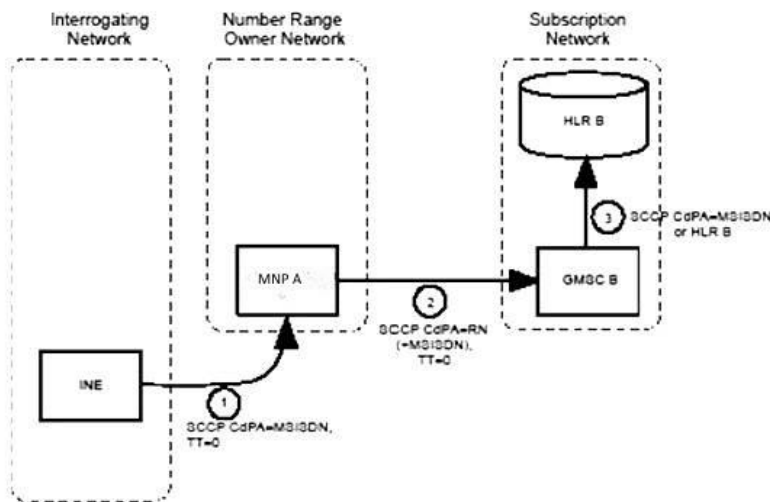 Interrogating
Network
Number Range
Owner Network
Subscription
Network
HLR B
3
SCCP CdPA=MSISDN
or HLR B
MNP A
GMSC B
2
SCCP CdPA=RN
(+MSISDN),
TT=0
INE
1
SCCP CdPA=MSISDN,
TT=0